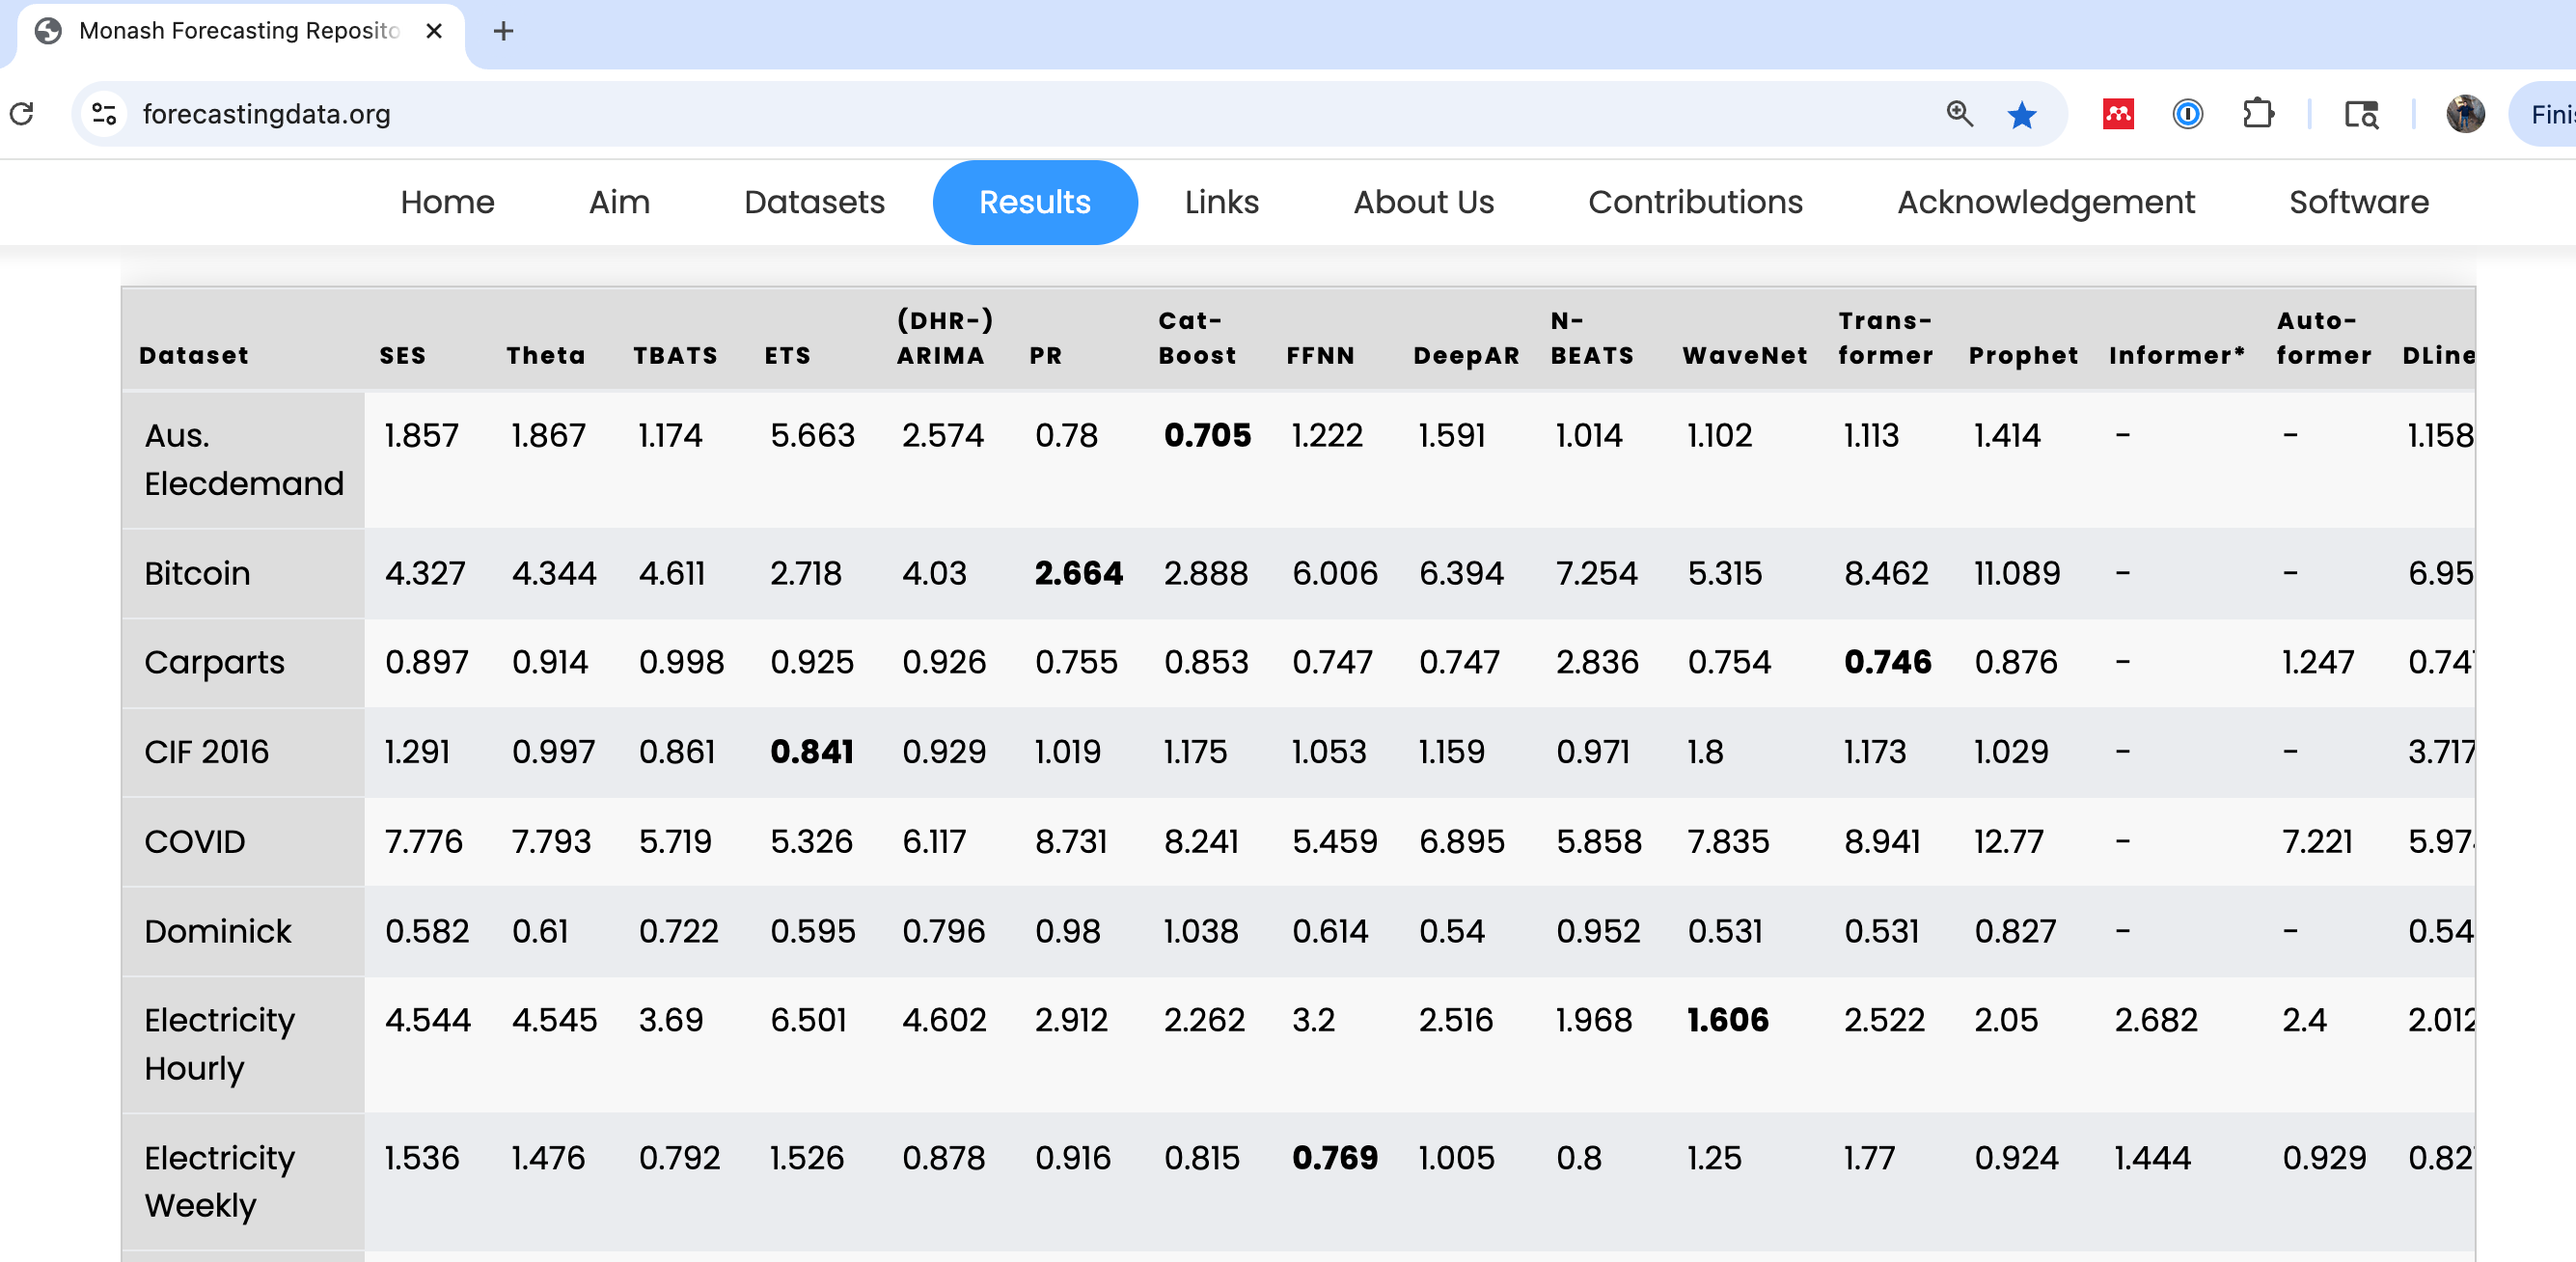 Monash Forecasting Reposito
forecastingdata.org
Home Aim Datasets Results Links About Us Contributions Acknowledgement Software
Dataset SES Theta TBATS ETS (DHR-) ARIMA PR Cat- Boost FFNN DeepAR N- BEATS WaveNet Trans- former Prophet Informer* Auto- former DLine
Aus. Elecdemand 1.857 1.867 1.174 5.663 2.574 0.78 0.705 1.222 1.591 1.014 1.102 1.113 1.414 - - 1.158
Bitcoin 4.327 4.344 4.611 2.718 4.03 2.664 2.888 6.006 6.394 7.254 5.315 8.462 11.089 - - 6.95
Carparts 0.897 0.914 0.998 0.925 0.926 0.755 0.853 0.747 0.747 2.836 0.754 0.746 0.876 - 1.247 0.74
CIF 2016 1.291 0.997 0.861 0.841 0.929 1.019 1.175 1.053 1.159 0.971 1.8 1.173 1.029 - - 3.717
COVID 7.776 7.793 5.719 5.326 6.117 8.731 8.241 5.459 6.895 5.858 7.835 8.941 12.77 - 7.221 5.97
Dominick 0.582 0.61 0.722 0.595 0.796 0.98 1.038 0.614 0.54 0.952 0.531 0.531 0.827 - - 0.54
Electricity Hourly 4.544 4.545 3.69 6.501 4.602 2.912 2.262 3.2 2.516 1.968 1.606 2.522 2.05 2.682 2.4 2.012
Electricity Weekly 1.536 1.476 0.792 1.526 0.878 0.916 0.815 0.769 1.005 0.8 1.25 1.77 0.924 1.444 0.929 0.82